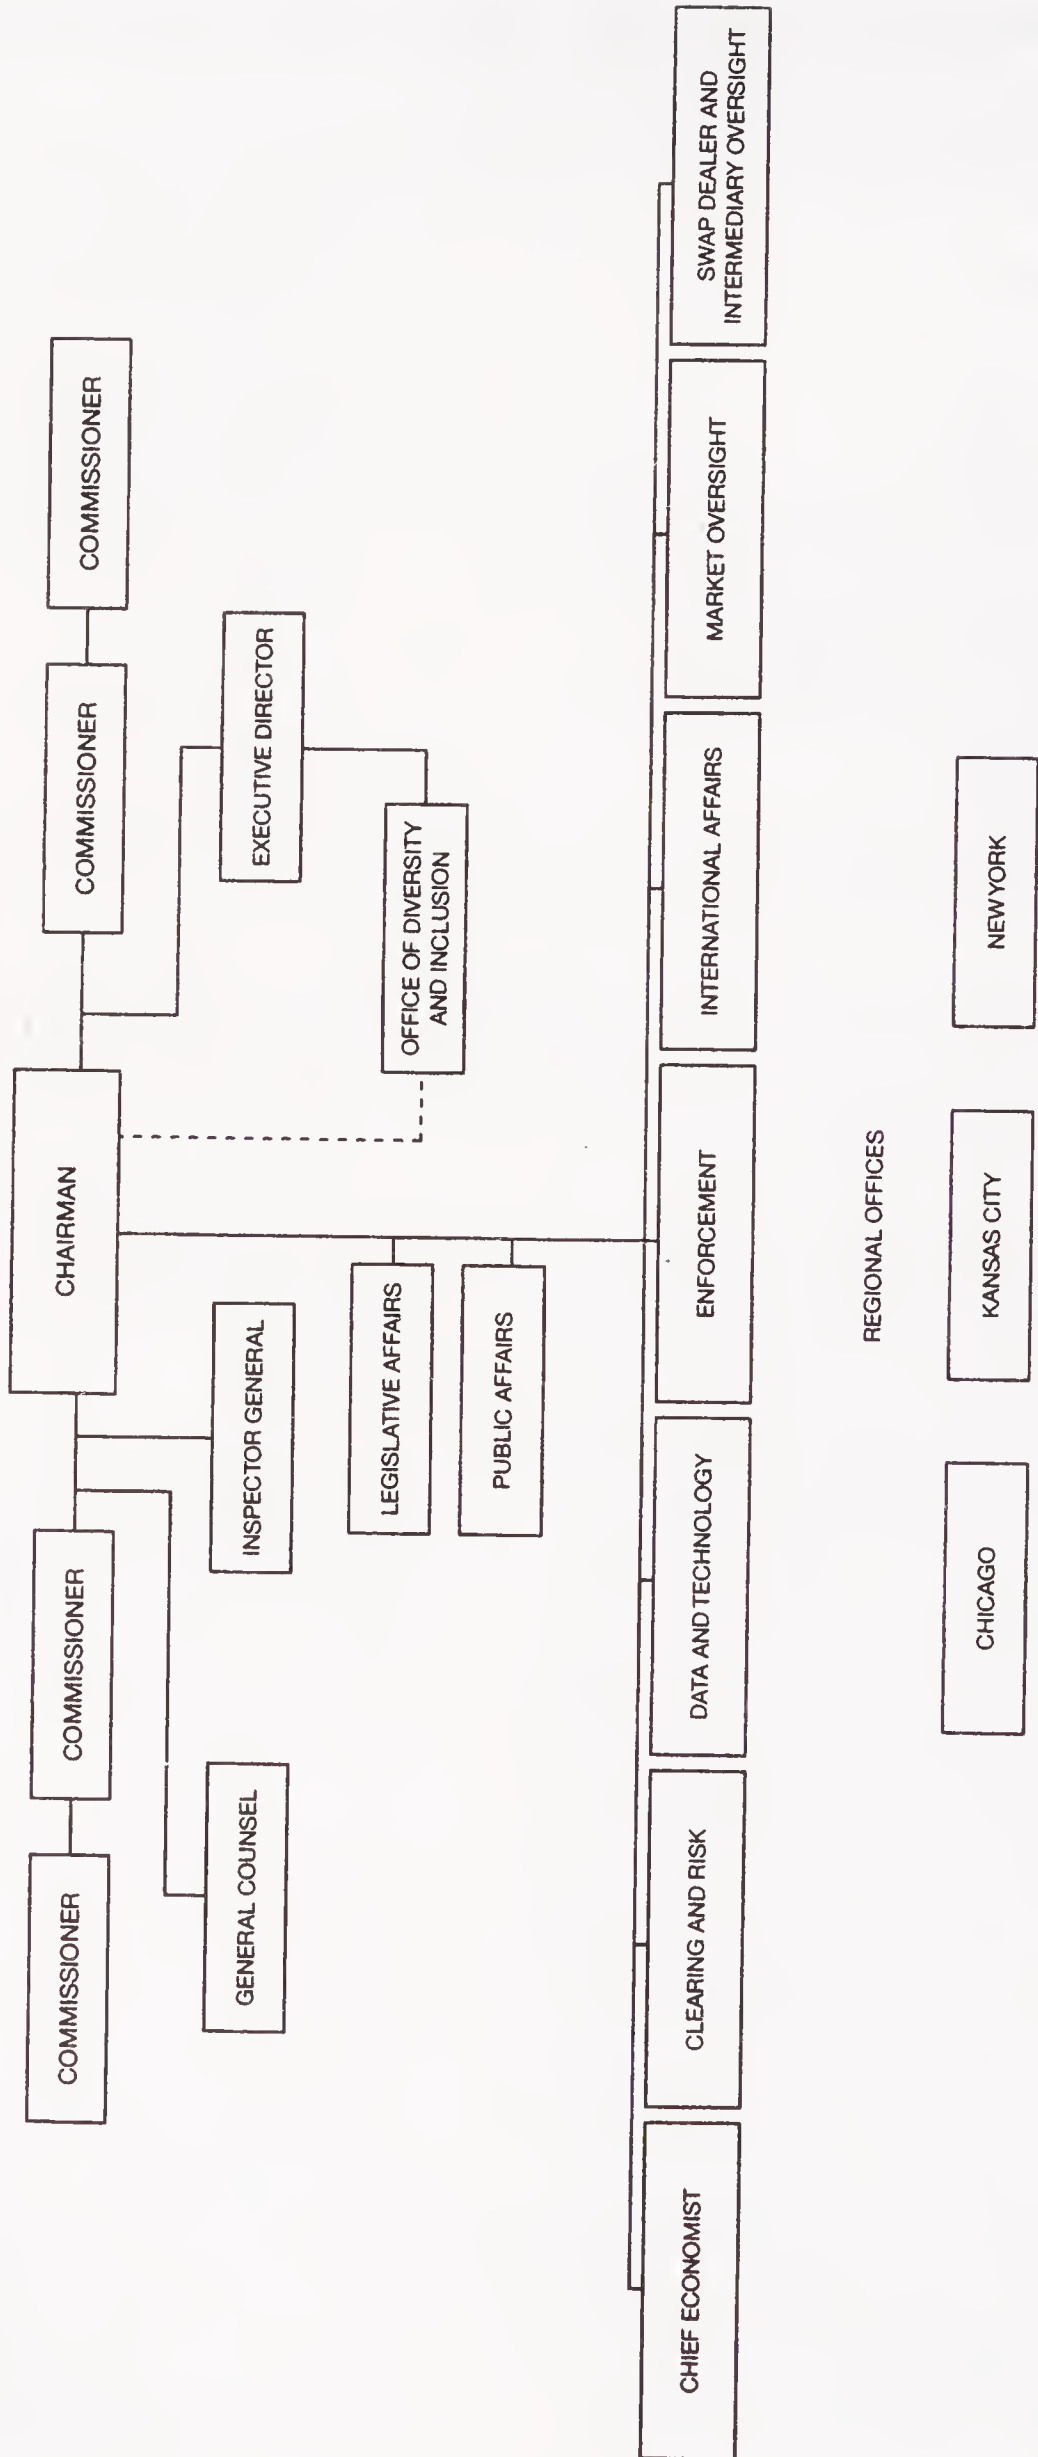 CHAIRMAN
COMMISSIONER
COMMISSIONER
COMMISSIONER
COMMISSIONER
GENERAL COUNSEL
INSPECTOR GENERAL
EXECUTIVE DIRECTOR
LEGISLATIVE AFFAIRS
OFFICE OF DIVERSITY
AND INCLUSION
PUBLIC AFFAIRS
CHIEF ECONOMIST
CLEARING AND RISK
DATA AND TECHNOLOGY
ENFORCEMENT
INTERNATIONAL AFFAIRS
MARKET OVERSIGHT
SWAP DEALER AND
INTERMEDIARY OVERSIGHT
REGIONAL OFFICES
CHICAGO
KANSAS CITY
NEW YORK